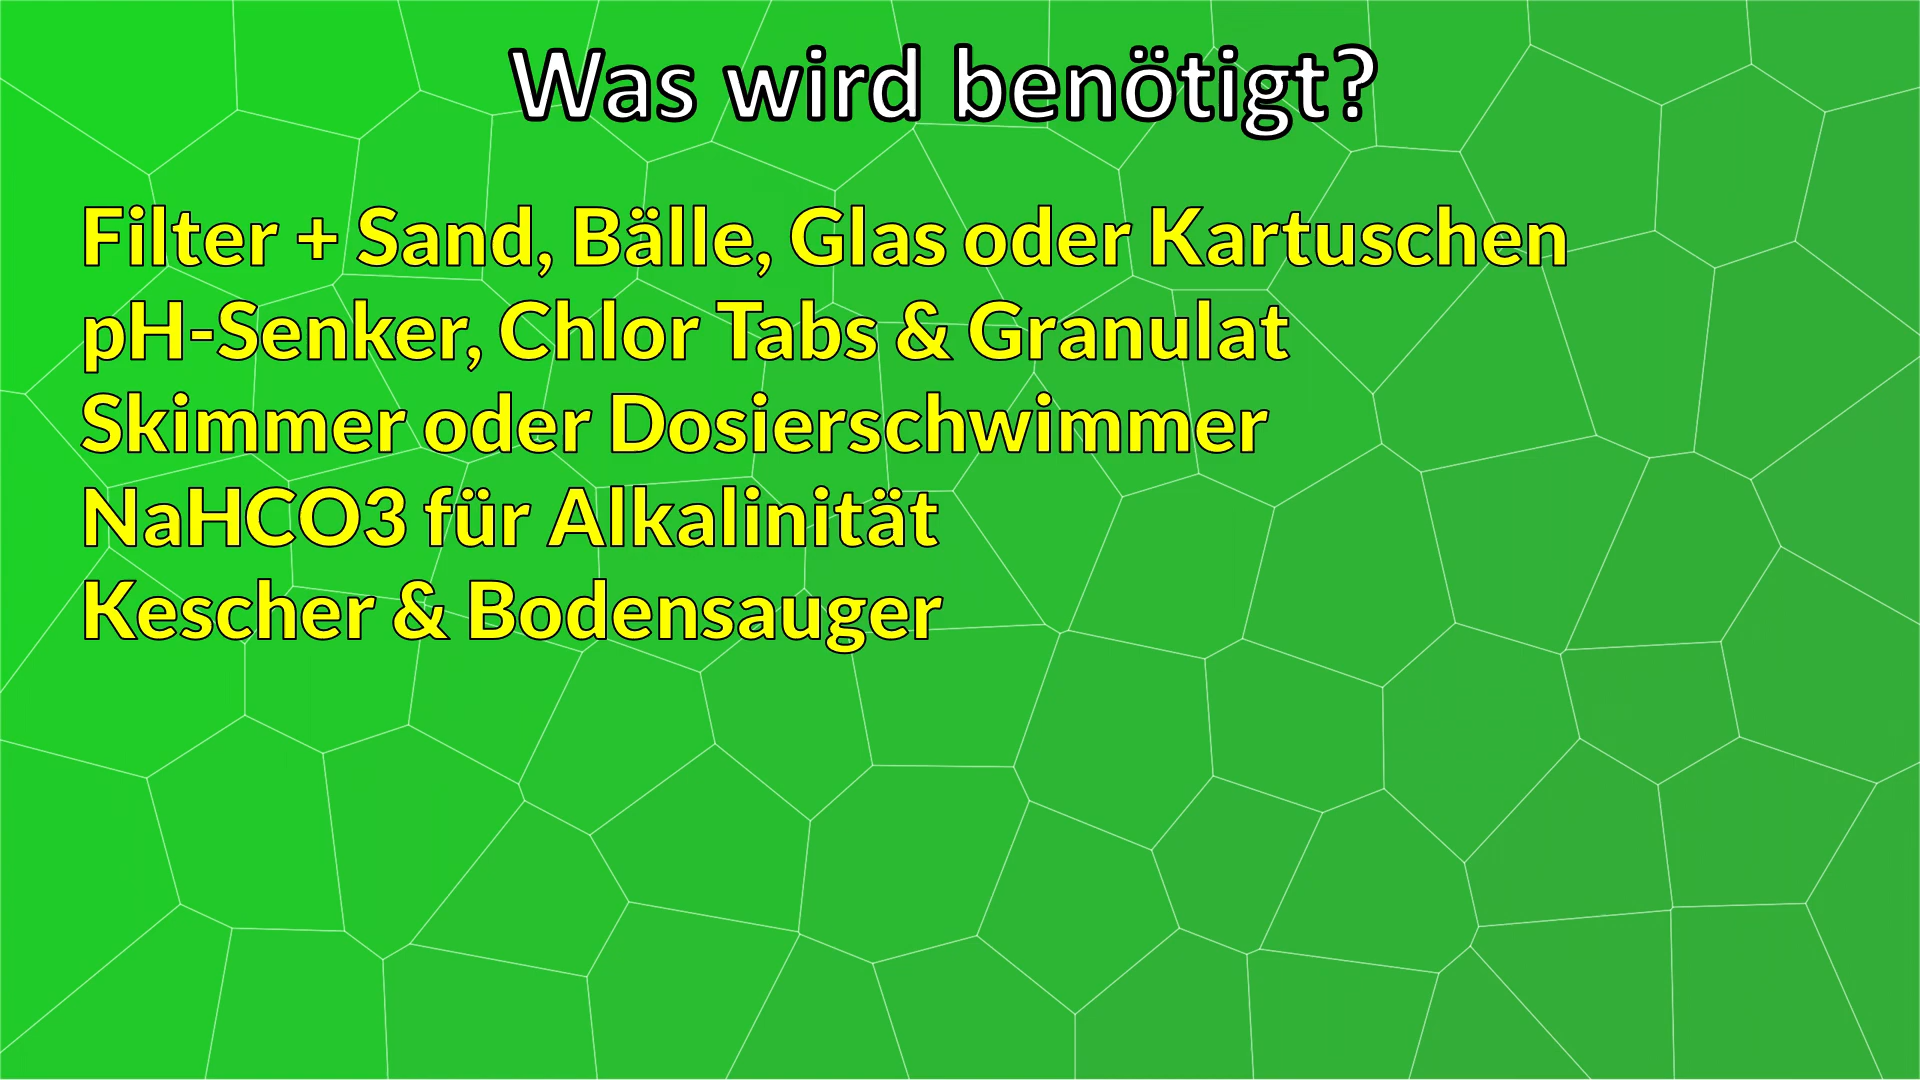 Was wird benötigt?
Filter + Sand, Bälle, Glas oder Kartuschen
pH-Senker, Chlor Tabs & Granulat
Skimmer oder Dosierschwimmer
NaHCO3 für Alkalinität
Kescher & Bodensauger